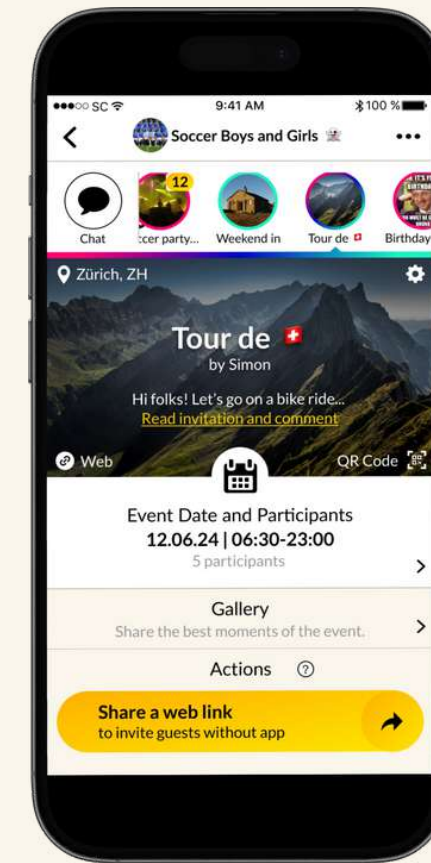 SC
9:41 AM
100 %
Soccer Boys and Girls
12
Chat
ccer party...
Weekend in
Tour de
Birthday
Zürich, ZH
Tour de
by Simon
Hi folks! Let's go on a bike ride...
Read invitation and comment
Web
QR Code
Event Date and Participants
12.06.24 | 06:30-23:00
5 participants
Gallery
Share the best moments of the event.
Actions ?
Share a web link
to invite guests without app